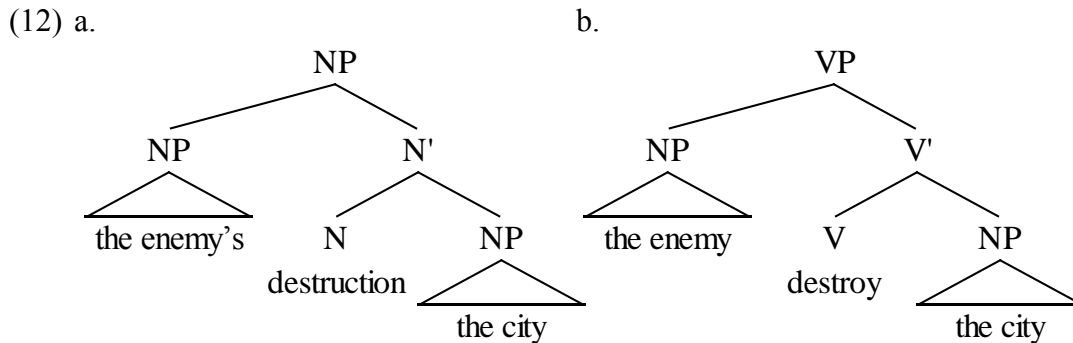 (12) a. b.
NP VP
NP N' NP V'
the enemy's N NP the enemy V NP
destruction destroy
the city the city